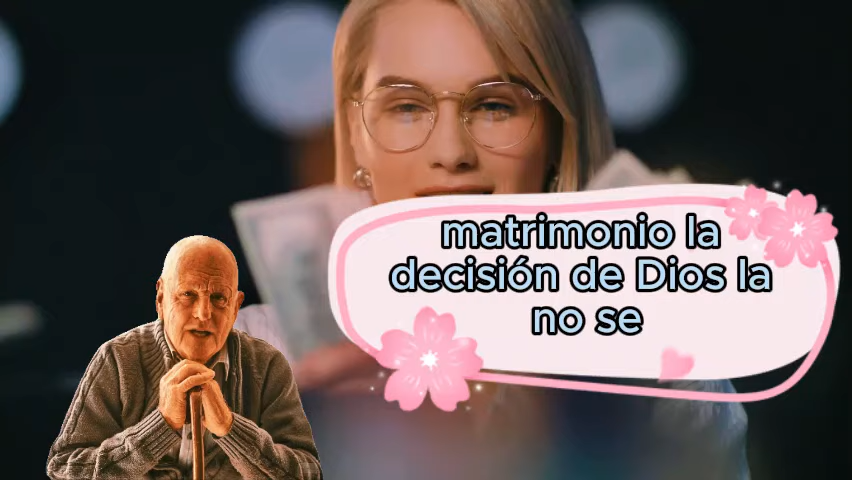 matrimonio la
decisión de Dios la
no se